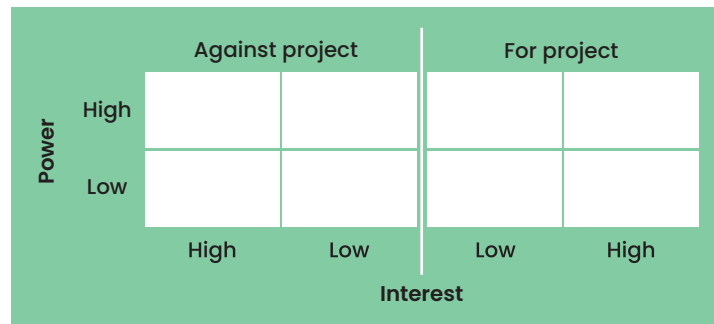 Against project
For project
Power
High
Low
High
Low
Low
High
Interest